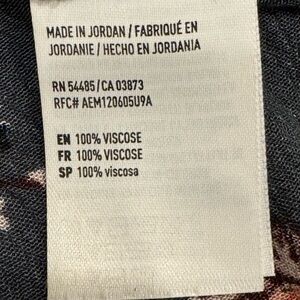 MADE IN JORDAN / FABRIQUÉ EN
JORDANIE / HECHO EN JORDANIA
RN 54485/CA 03873
RFC# AEM120605U9A
EN 100% VISCOSE
FR 100% VISCOSE
SP 100% viscosa